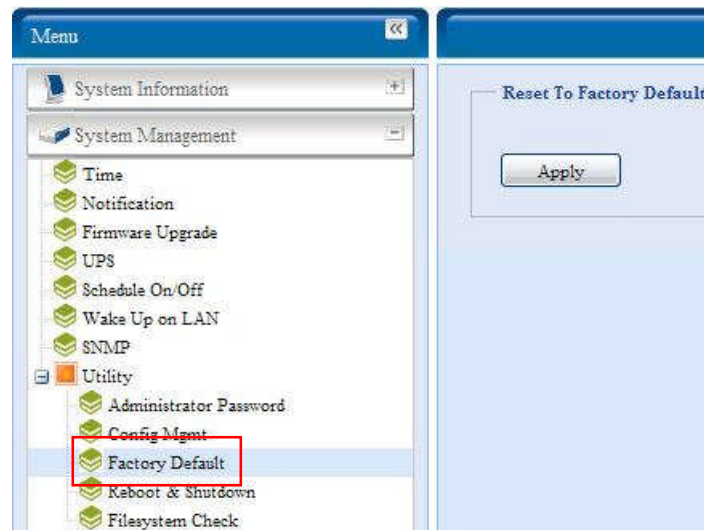 Menu
System Information
System Management
Time
Notification
Firmware Upgrade
UPS
Schedule On/Off
Wake Up on LAN
SNMP
Utility
Administrator Password
Config Mgmt
Factory Default
Reboot & Shutdown
Filesystem Check
Reset To Factory Default
Apply